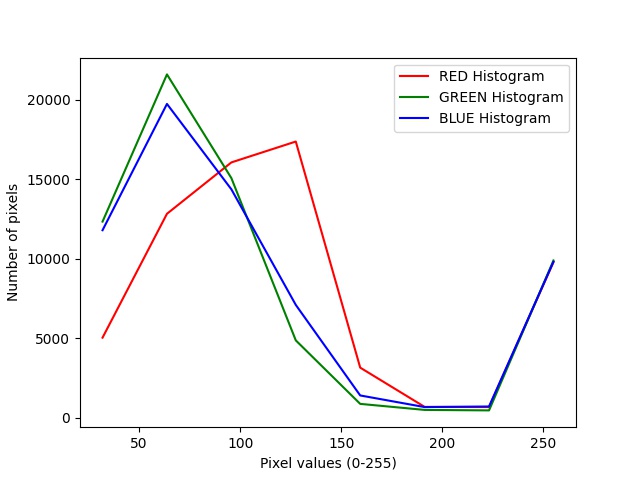 RED Histogram
GREEN Histogram
BLUE Histogram
20000
15000
10000
5000
0
Number of pixels
50 100 150 200 250
Pixel values (0-255)